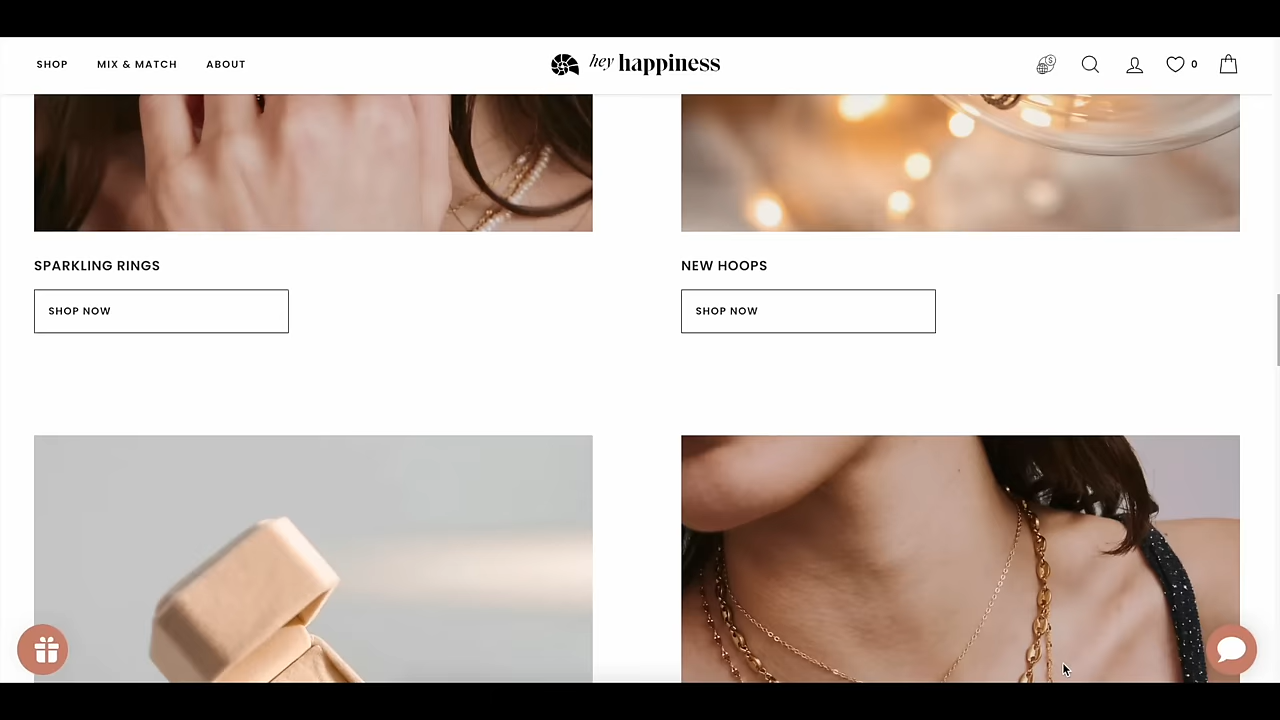 SHOP MIX & MATCH ABOUT hey happiness 0
SPARKLING RINGS
SHOP NOW
NEW HOOPS
SHOP NOW